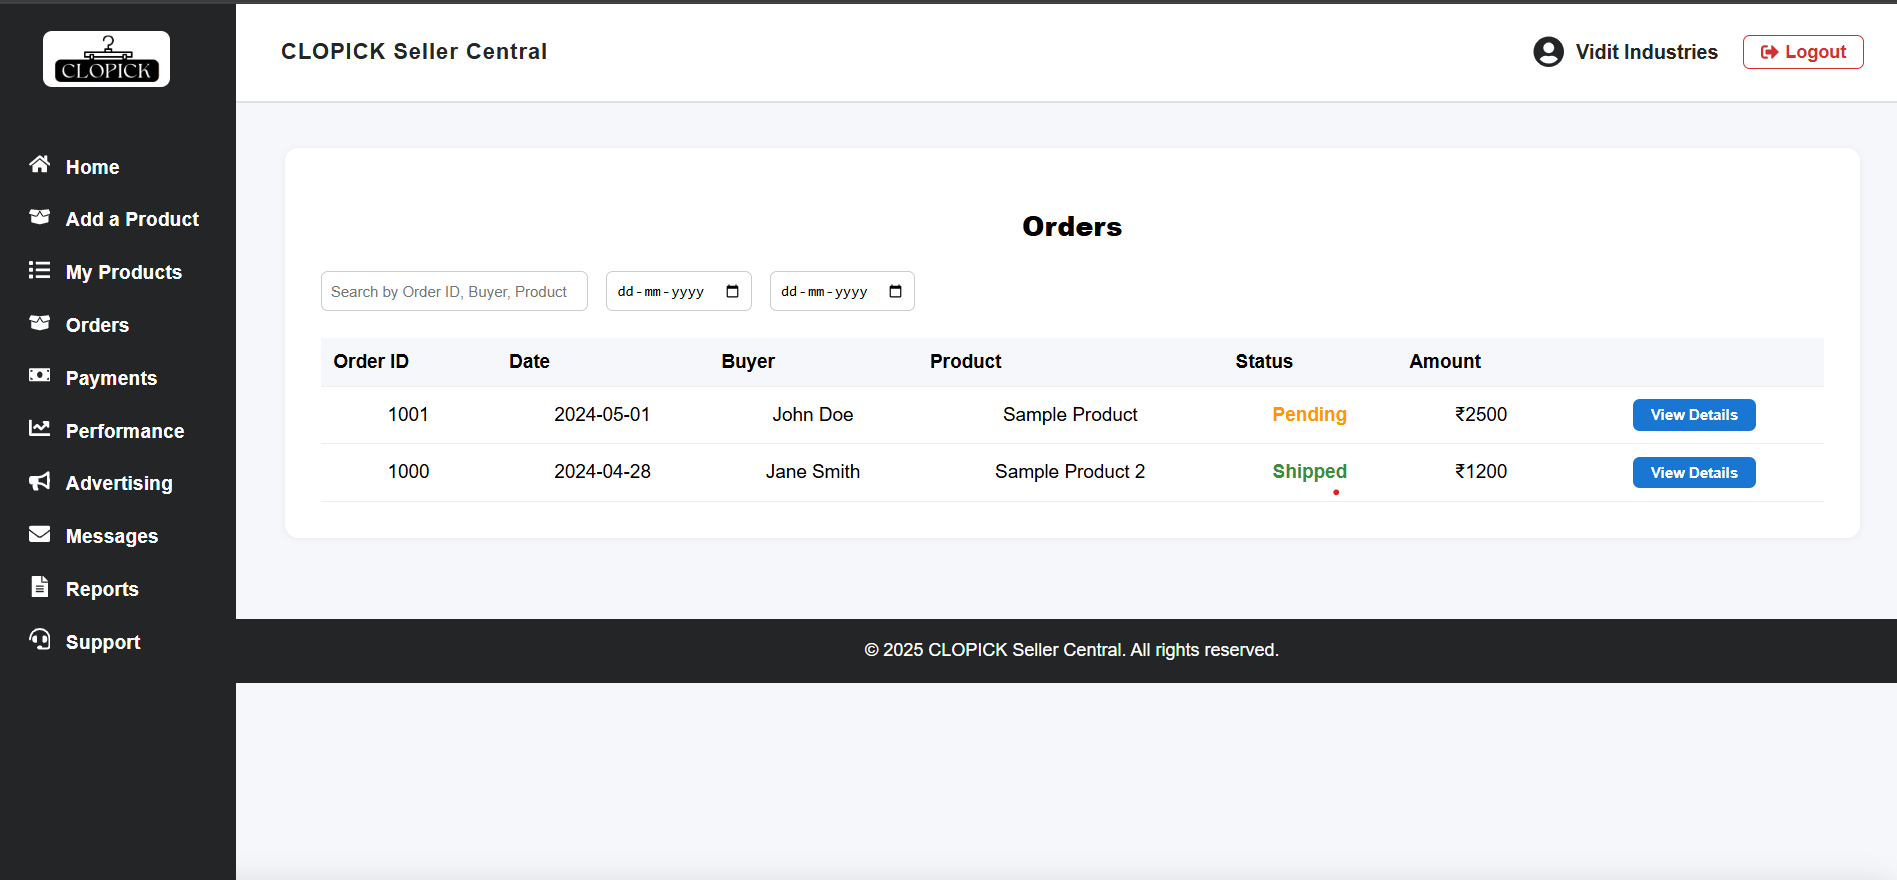 CLOPICK
CLOPICK Seller Central
Vidit Industries
Logout
Home
Add a Product
My Products
Orders
Payments
Performance
Advertising
Messages
Reports
Support
Orders
Search by Order ID, Buyer, Product
dd-mm-yyyy
dd-mm-yyyy
Order ID Date Buyer Product Status Amount
1001 2024-05-01 John Doe Sample Product Pending ₹2500 View Details
1000 2024-04-28 Jane Smith Sample Product 2 Shipped ₹1200 View Details
© 2025 CLOPICK Seller Central. All rights reserved.